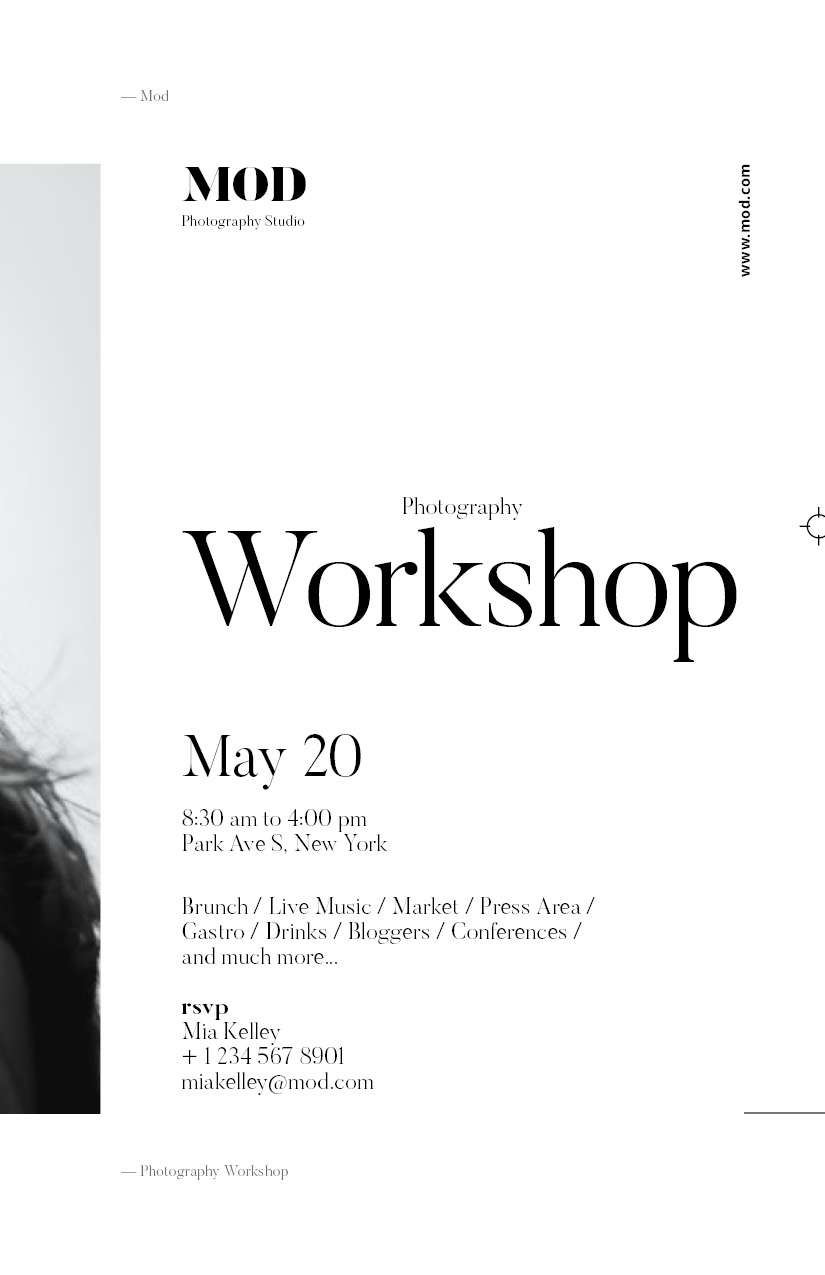 — Mod
MOD
Photography Studio
www.mod.com
Photography
Workshop
May 20
8:30 am to 4:00 pm
Park Ave S, New York
Brunch / Live Music / Market / Press Area /
Gastro / Drinks / Bloggers / Conferences /
and much more...
rsvp
Mia Kelley
+ 1 234 567 8901
miakelley@mod.com
— Photography Workshop